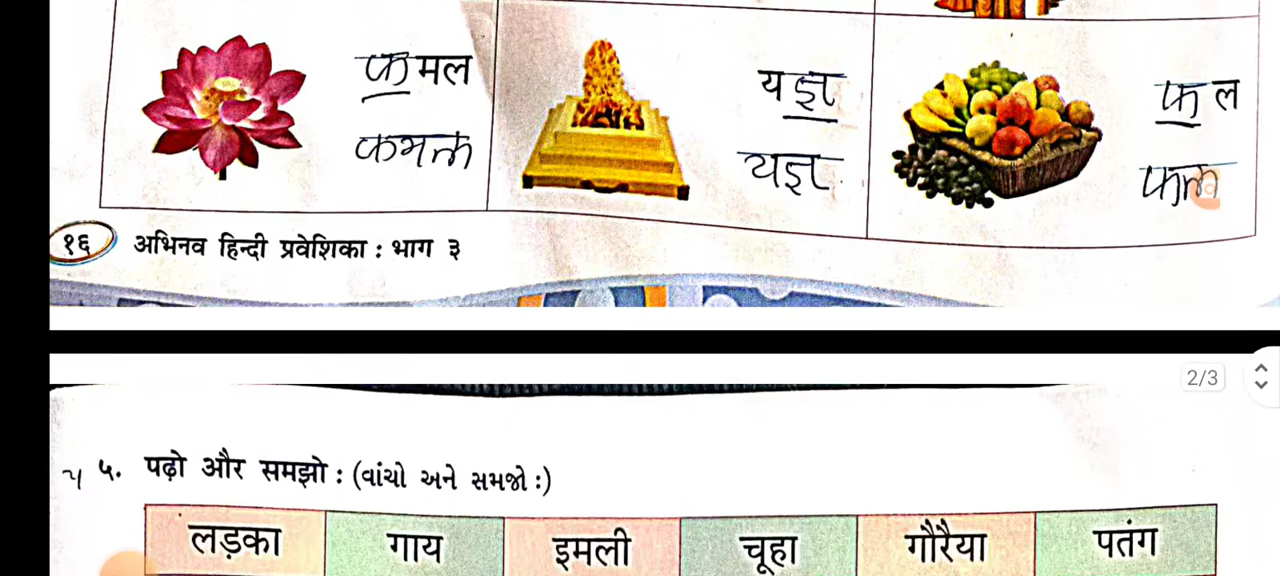 कमल
यज्ञ
फल
कमल
यज्ञ
फल
१६ अभिनव हिन्दी प्रवेशिका : भाग ३
2/3
५. पढ़ो और समझो : (વાંચો અને સમજો :)
लड़का गाय इमली चूहा गौरैया पतंग